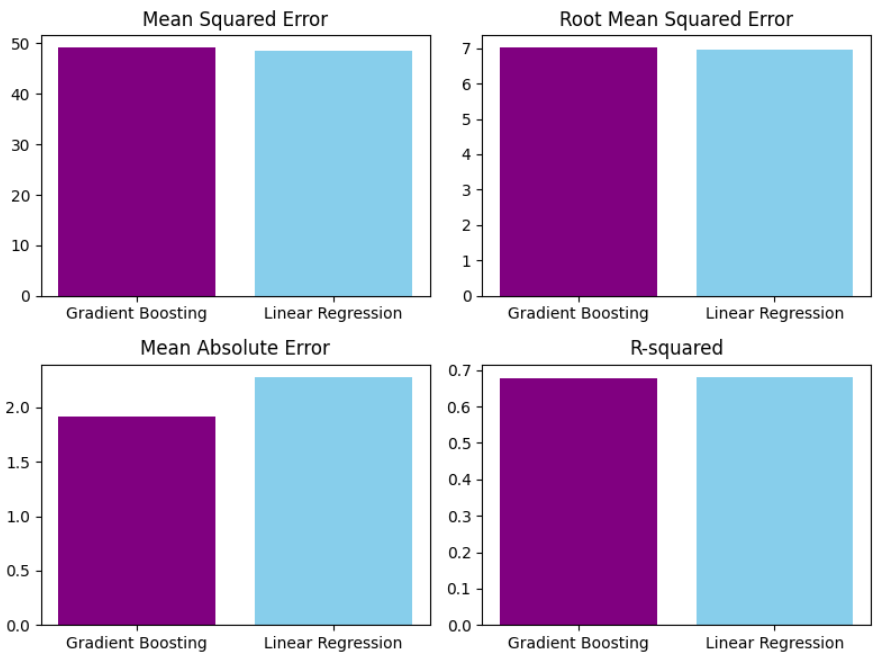 Mean Squared Error
50
40
30
20
10
0
Gradient Boosting
Linear Regression
Root Mean Squared Error
7
6
5
4
3
2
1
0
Gradient Boosting
Linear Regression
Mean Absolute Error
2.0
1.5
1.0
0.5
0.0
Gradient Boosting
Linear Regression
R-squared
0.7
0.6
0.5
0.4
0.3
0.2
0.1
0.0
Gradient Boosting
Linear Regression